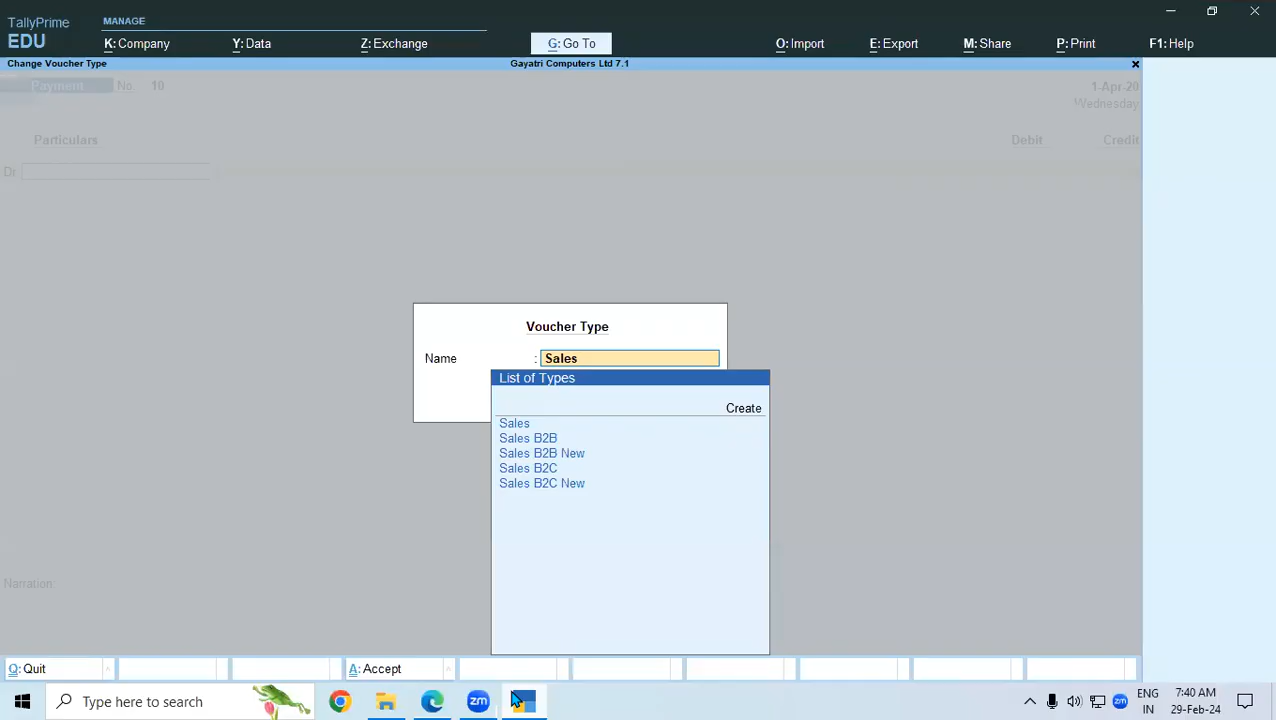 TallyPrime
MANAGE
EDU
K: Company
Y: Data
Z: Exchange
G: Go To
O: Import
E: Export
M: Share
P: Print
F1: Help
Change Voucher Type
Gayatri Computers Ltd 7.1
Payment No. 10
1-Apr-20
Wednesday
Particulars
Debit
Credit
Dr
Voucher Type
Name : Sales
List of Types
Create
Sales
Sales B2B
Sales B2B New
Sales B2C
Sales B2C New
Narration
Q: Quit
A: Accept
Type here to search
zm
zm
ENG
IN
7:40 AM
29-Feb-24